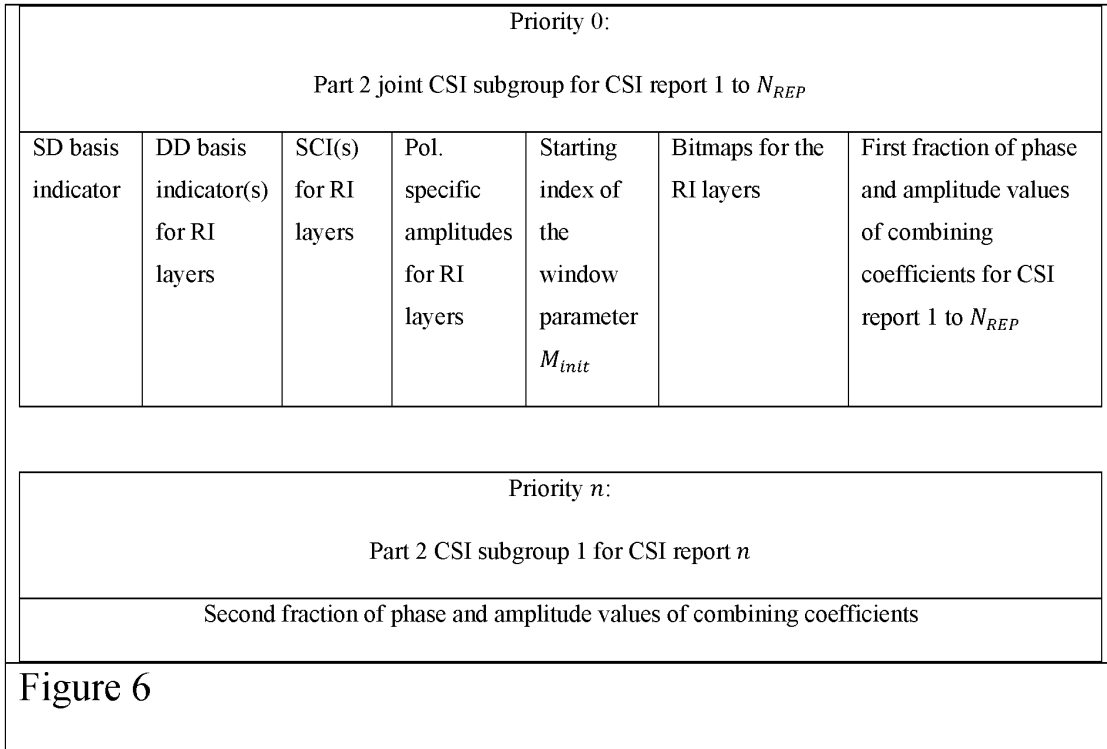 Priority 0:
Part 2 joint CSI subgroup for CSI report 1 to N_REP
SD basis
indicator
DD basis
indicator(s)
for RI
layers
SCI(s)
for RI
layers
Pol.
specific
amplitudes
for RI
layers
Starting
index of
the
window
parameter
M_init
Bitmaps for the
RI layers
First fraction of phase
and amplitude values
of combining
coefficients for CSI
report 1 to N_REP
Priority n:
Part 2 CSI subgroup 1 for CSI report n
Second fraction of phase and amplitude values of combining coefficients
Figure 6